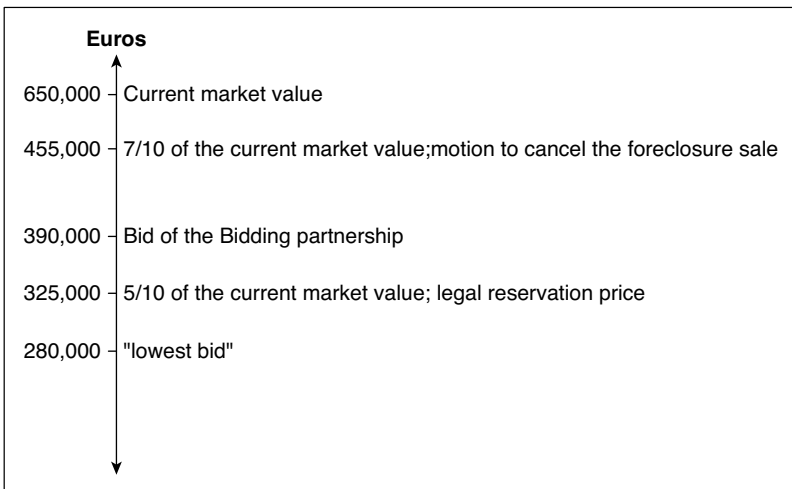 Euros
650,000 Current market value
455,000 7/10 of the current market value;motion to cancel the foreclosure sale
390,000 Bid of the Bidding partnership
325,000 5/10 of the current market value; legal reservation price
280,000 "lowest bid"